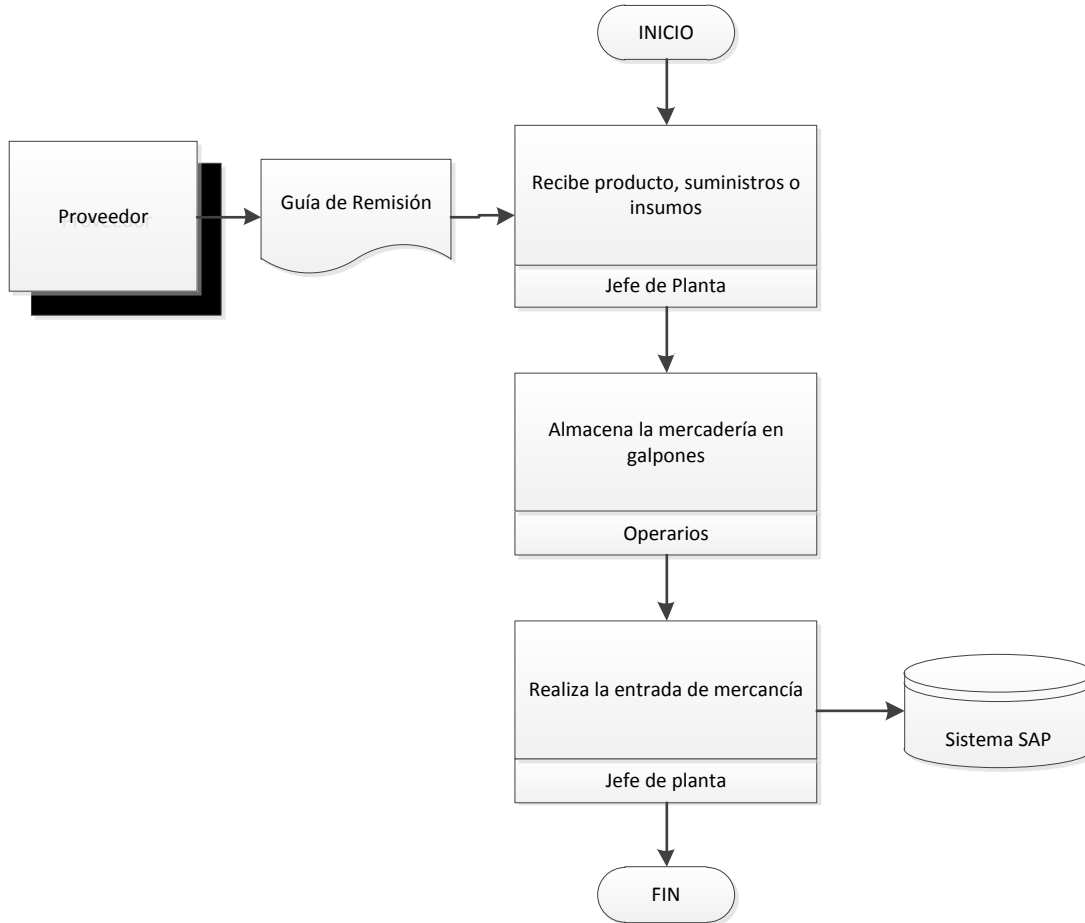 INICIO
Proveedor
Guía de Remisión
Recibe producto, suministros o
insumos
Jefe de Planta
Almacena la mercadería en
galpones
Operarios
Realiza la entrada de mercancía
Jefe de planta
Sistema SAP
FIN